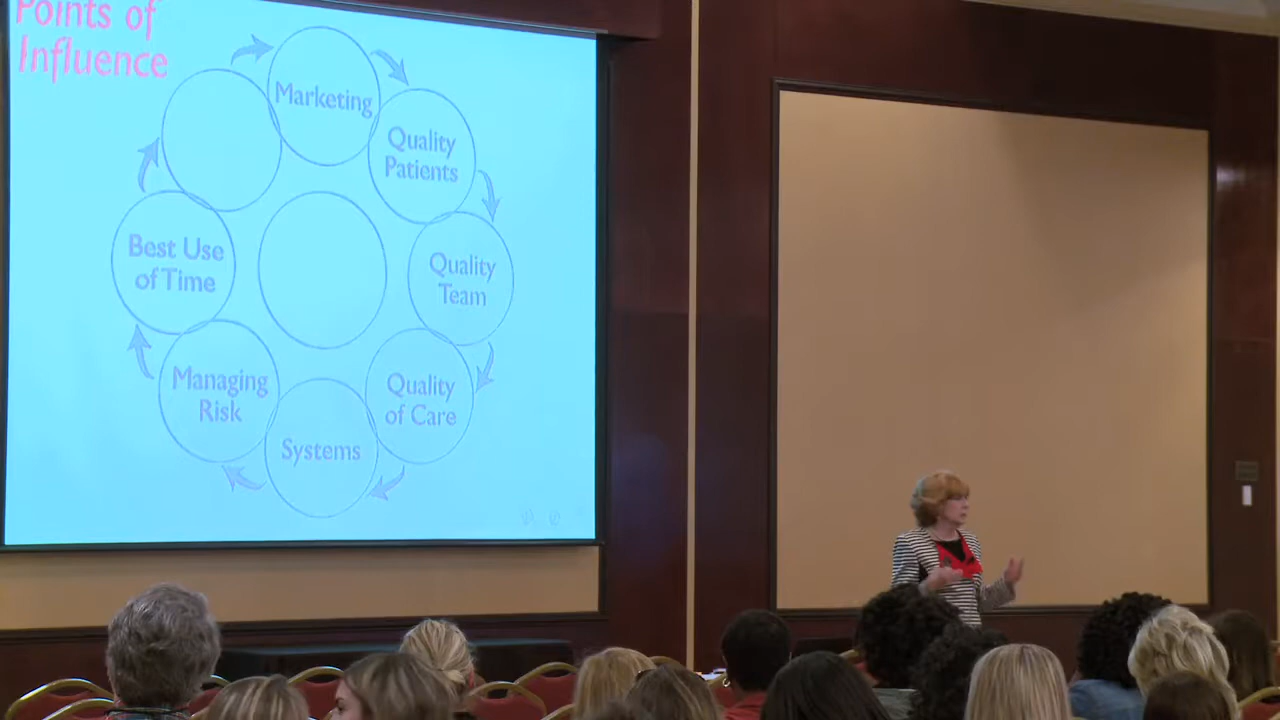 Points of
Influence
Marketing
Quality
Patients
Quality
Team
Quality
of Care
Systems
Managing
Risk
Best Use
of Time